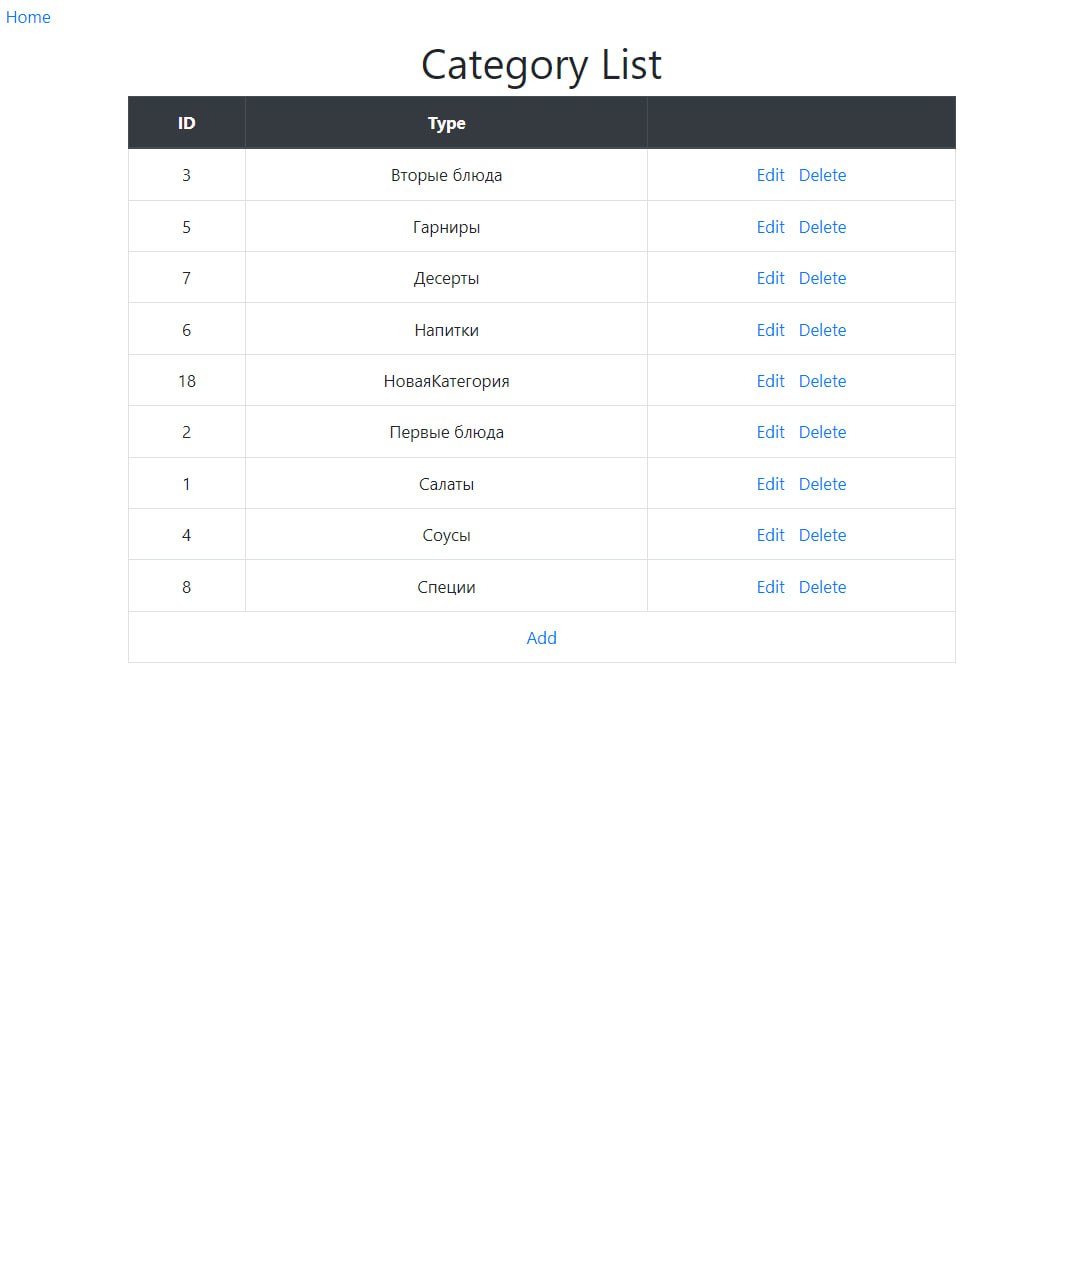 Home
Category List
ID Type
3 Вторые блюда Edit Delete
5 Гарниры Edit Delete
7 Десерты Edit Delete
6 Напитки Edit Delete
18 НоваяКатегория Edit Delete
2 Первые блюда Edit Delete
1 Салаты Edit Delete
4 Соусы Edit Delete
8 Специи Edit Delete
Add